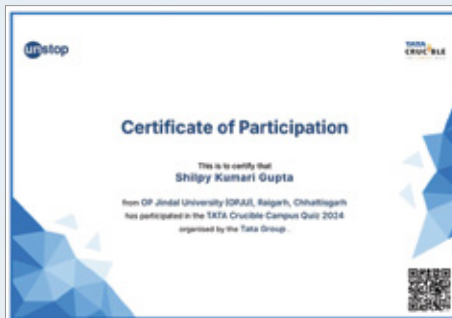 unstop
TATA
CRUCIBLE
Certificate of Participation
This is to certify that
Shilpy Kumari Gupta
from OP Jindal University (OPJU), Raigarh, Chhattisgarh
has participated in the TATA Crucible Campus Quiz 2024
organised by the Tata Group .